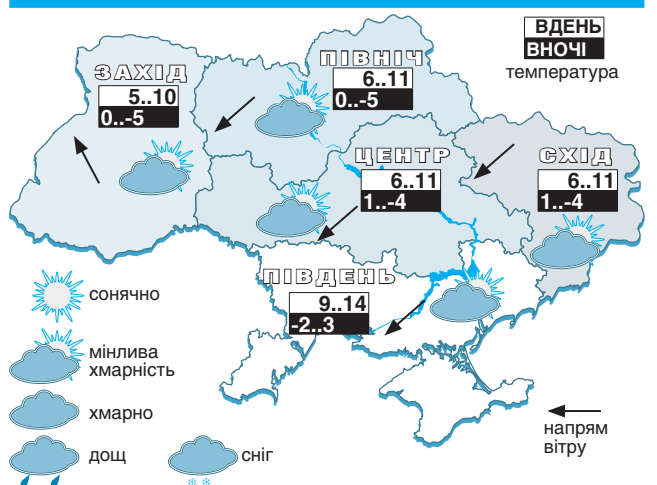 ВДЕНЬ
ВНОЧІ
температура
ЗАХІД
5..10
0..-5
ПІВНІЧ
6..11
0..-5
ЦЕНТР
6..11
1..-4
СХІД
6..11
1..-4
ПІВДЕНЬ
9..14
-2..3
сонячно
мінлива
хмарність
хмарно
дощ
сніг
напрям
вітру